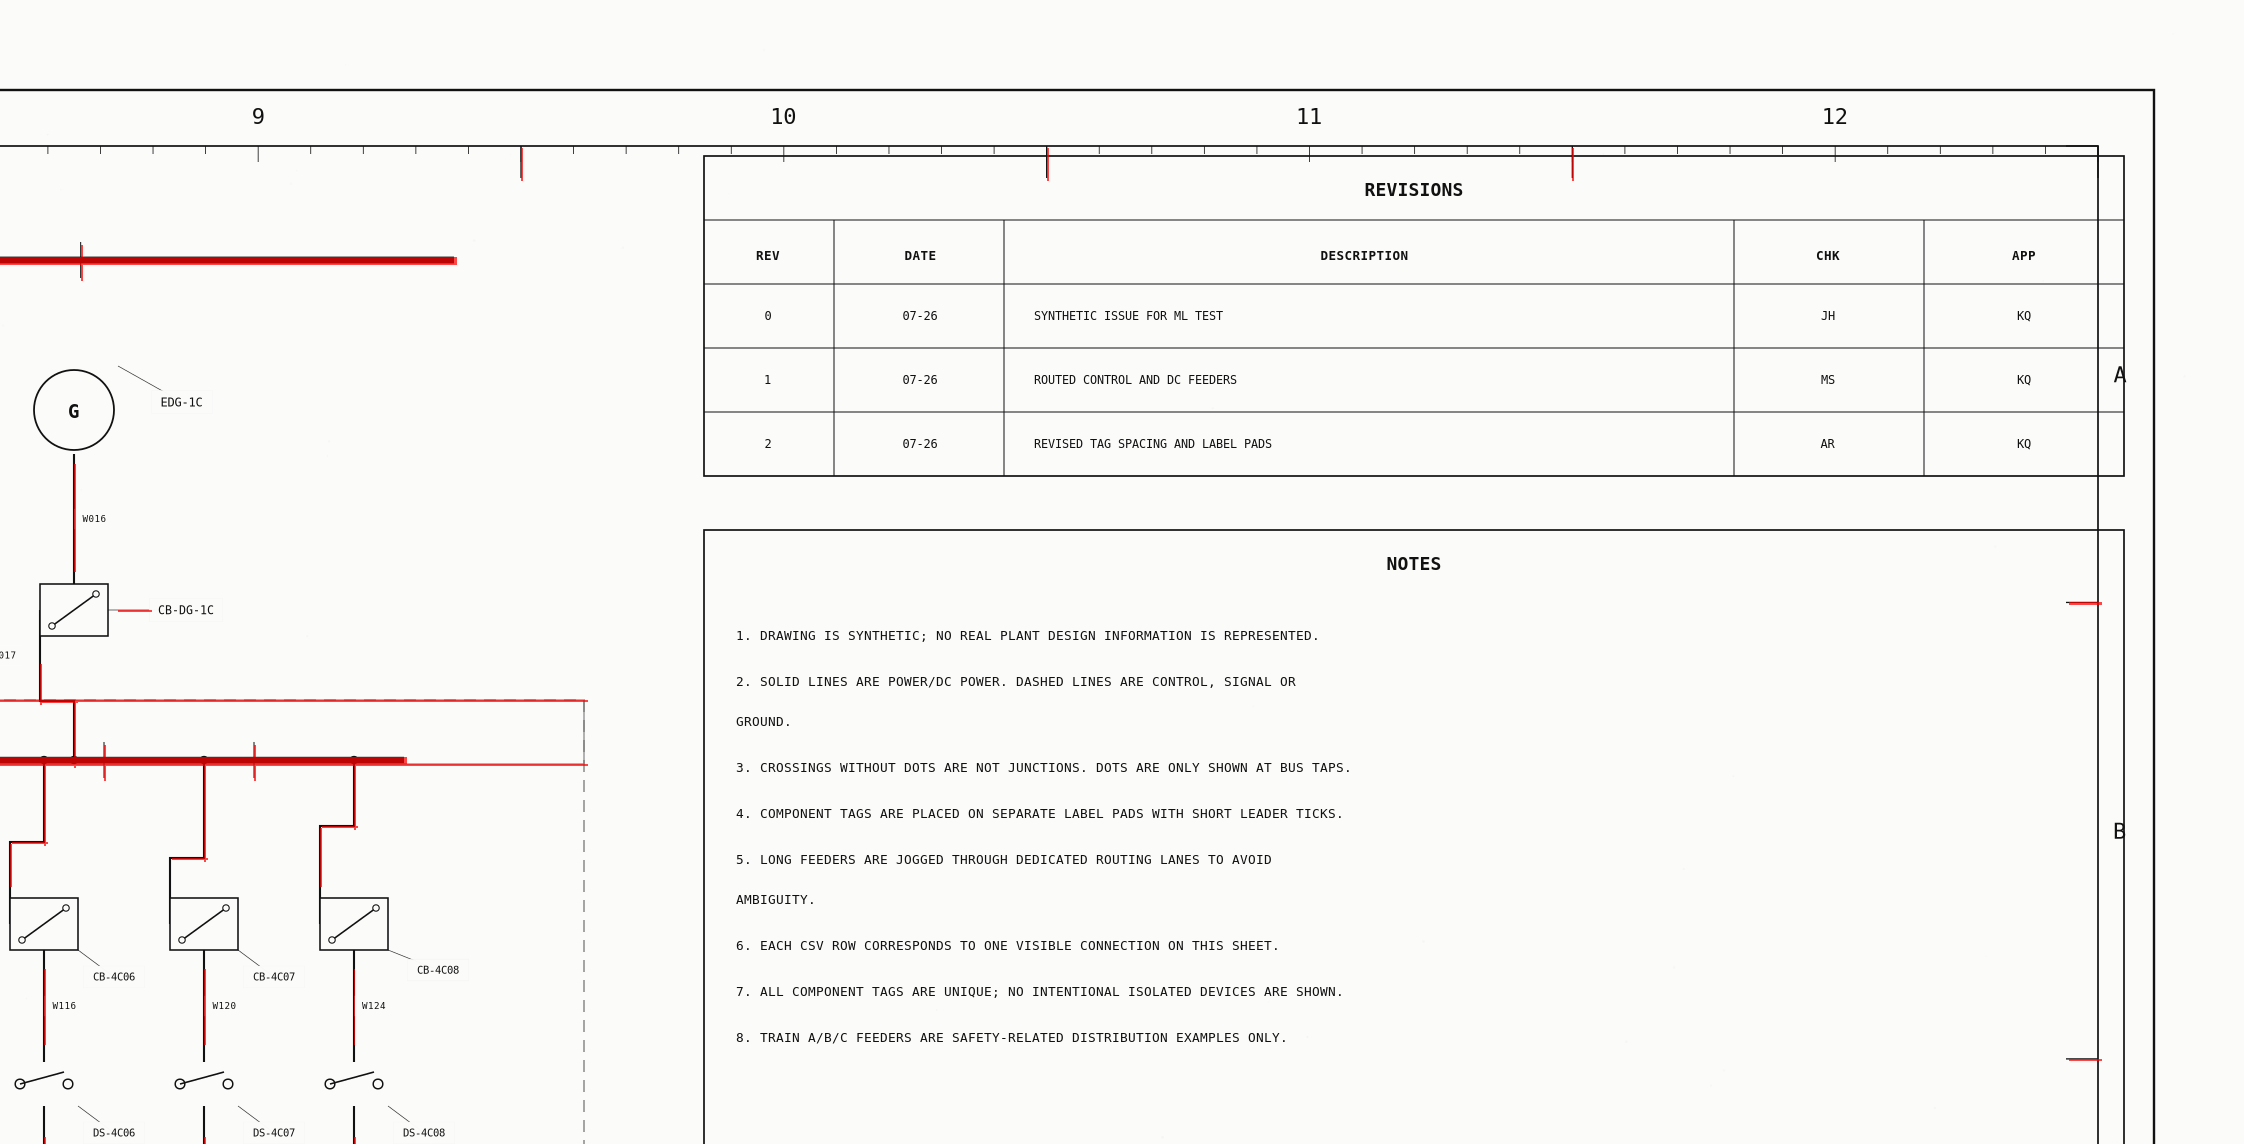 9 10 11 12
REVISIONS
REV DATE DESCRIPTION CHK APP
0 07-26 SYNTHETIC ISSUE FOR ML TEST JH KQ
1 07-26 ROUTED CONTROL AND DC FEEDERS MS KQ
2 07-26 REVISED TAG SPACING AND LABEL PADS AR KQ
A
G
EDG-1C
W016
CB-DG-1C
017
NOTES
1. DRAWING IS SYNTHETIC; NO REAL PLANT DESIGN INFORMATION IS REPRESENTED.
2. SOLID LINES ARE POWER/DC POWER. DASHED LINES ARE CONTROL, SIGNAL OR
GROUND.
3. CROSSINGS WITHOUT DOTS ARE NOT JUNCTIONS. DOTS ARE ONLY SHOWN AT BUS TAPS.
4. COMPONENT TAGS ARE PLACED ON SEPARATE LABEL PADS WITH SHORT LEADER TICKS.
5. LONG FEEDERS ARE JOGGED THROUGH DEDICATED ROUTING LANES TO AVOID
AMBIGUITY.
6. EACH CSV ROW CORRESPONDS TO ONE VISIBLE CONNECTION ON THIS SHEET.
7. ALL COMPONENT TAGS ARE UNIQUE; NO INTENTIONAL ISOLATED DEVICES ARE SHOWN.
8. TRAIN A/B/C FEEDERS ARE SAFETY-RELATED DISTRIBUTION EXAMPLES ONLY.
B
CB-4C06 CB-4C07 CB-4C08
W116 W120 W124
DS-4C06 DS-4C07 DS-4C08